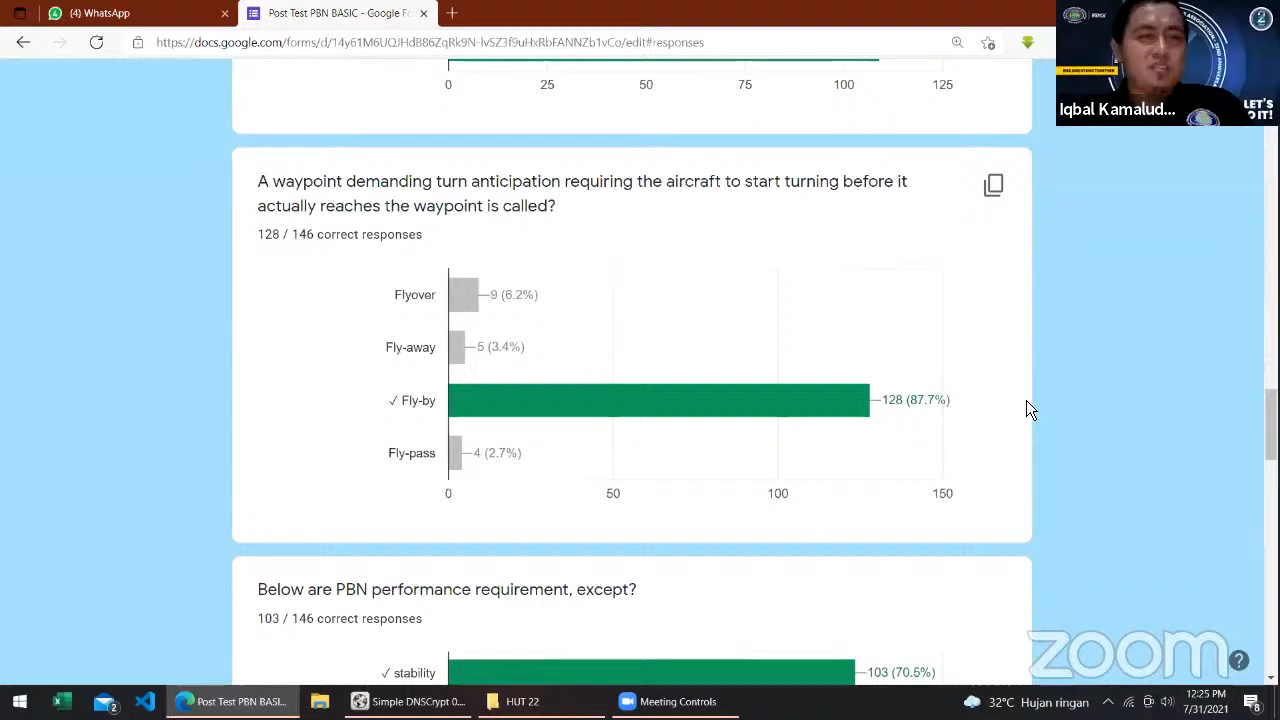 (4) WhatsApp
Post Test PBN BASIC - Google Fo
https://docs.google.com/forms/d/14y61M6UQJHdB86ZqRk9N-lvSZ3f9uHxRbFANNZb1vCo/edit#responses
0 25 50 75 100 125
A waypoint demanding turn anticipation requiring the aircraft to start turning before it
actually reaches the waypoint is called?
128 / 146 correct responses
Flyover 9 (6.2%)
Fly-away 5 (3.4%)
✓ Fly-by 128 (87.7%)
Fly-pass 4 (2.7%)
0 50 100 150
Below are PBN performance requirement, except?
103 / 146 correct responses
✓ stability 103 (70.5%)
Iqbal Kamalud...
LET'S
zoom
Post Test PBN BASI...
Simple DNSCrypt 0....
HUT 22
Meeting Controls
32°C Hujan ringan
12:25 PM
7/31/2021